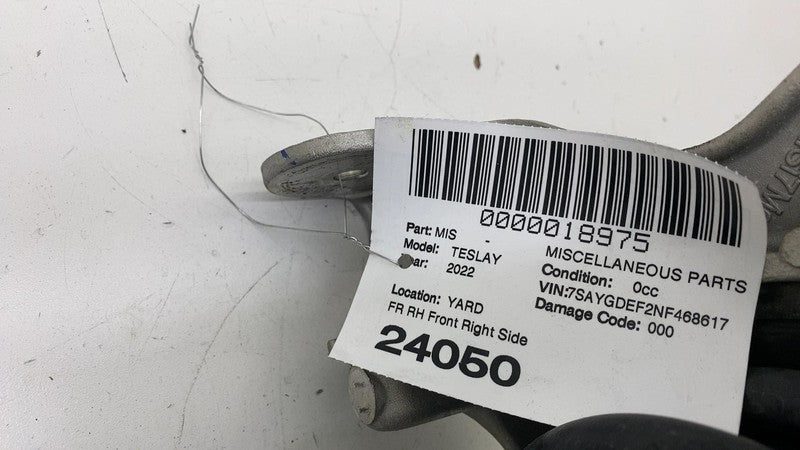 0000018975
Part: MIS - MISCELLANEOUS PARTS
Model: TESLAY Condition: 0cc
ear: 2022 VIN:7SAYGDEF2NF468617
Location: YARD Damage Code: 000
FR RH Front Right Side
24050